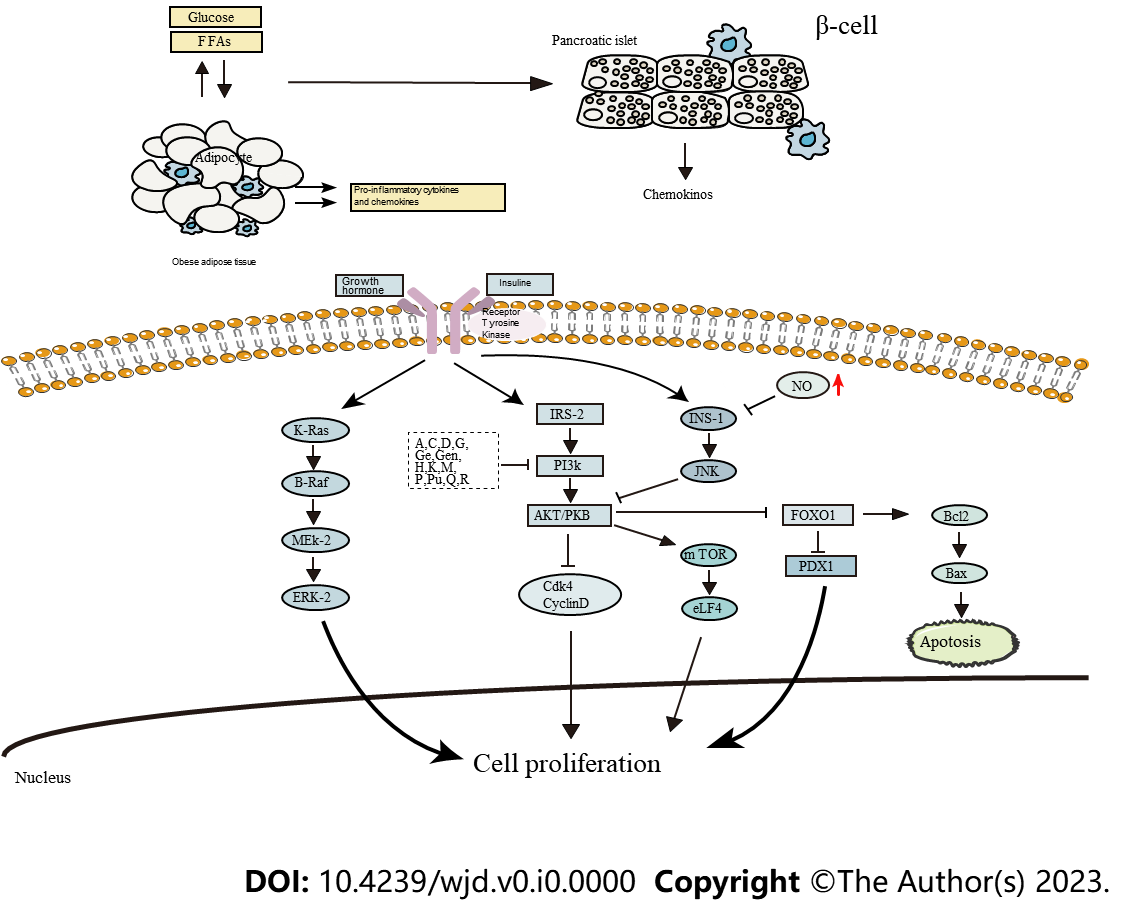 Glucose
FFAs
Pancroatic islet
β-cell
Adipocyte
Pro-inflammatory cytokines
and chemokines
Chemokinos
Obese adipose tissue
Growth
hormone
Insuline
Receptor
Tyrosine
Kinase
NO
K-Ras
IRS-2
INS-1
A,C,D,G,
Ge,Gen,
H,K,M,
P,Pu,Q,R
PI3k
JNK
B-Raf
AKT/PKB
FOXO1
Bcl2
MEk-2
m TOR
PDX1
Bax
ERK-2
Cdk4
CyclinD
eLF4
Apotosis
Cell proliferation
Nucleus
DOI: 10.4239/wjd.v0.i0.0000 Copyright ©The Author(s) 2023.